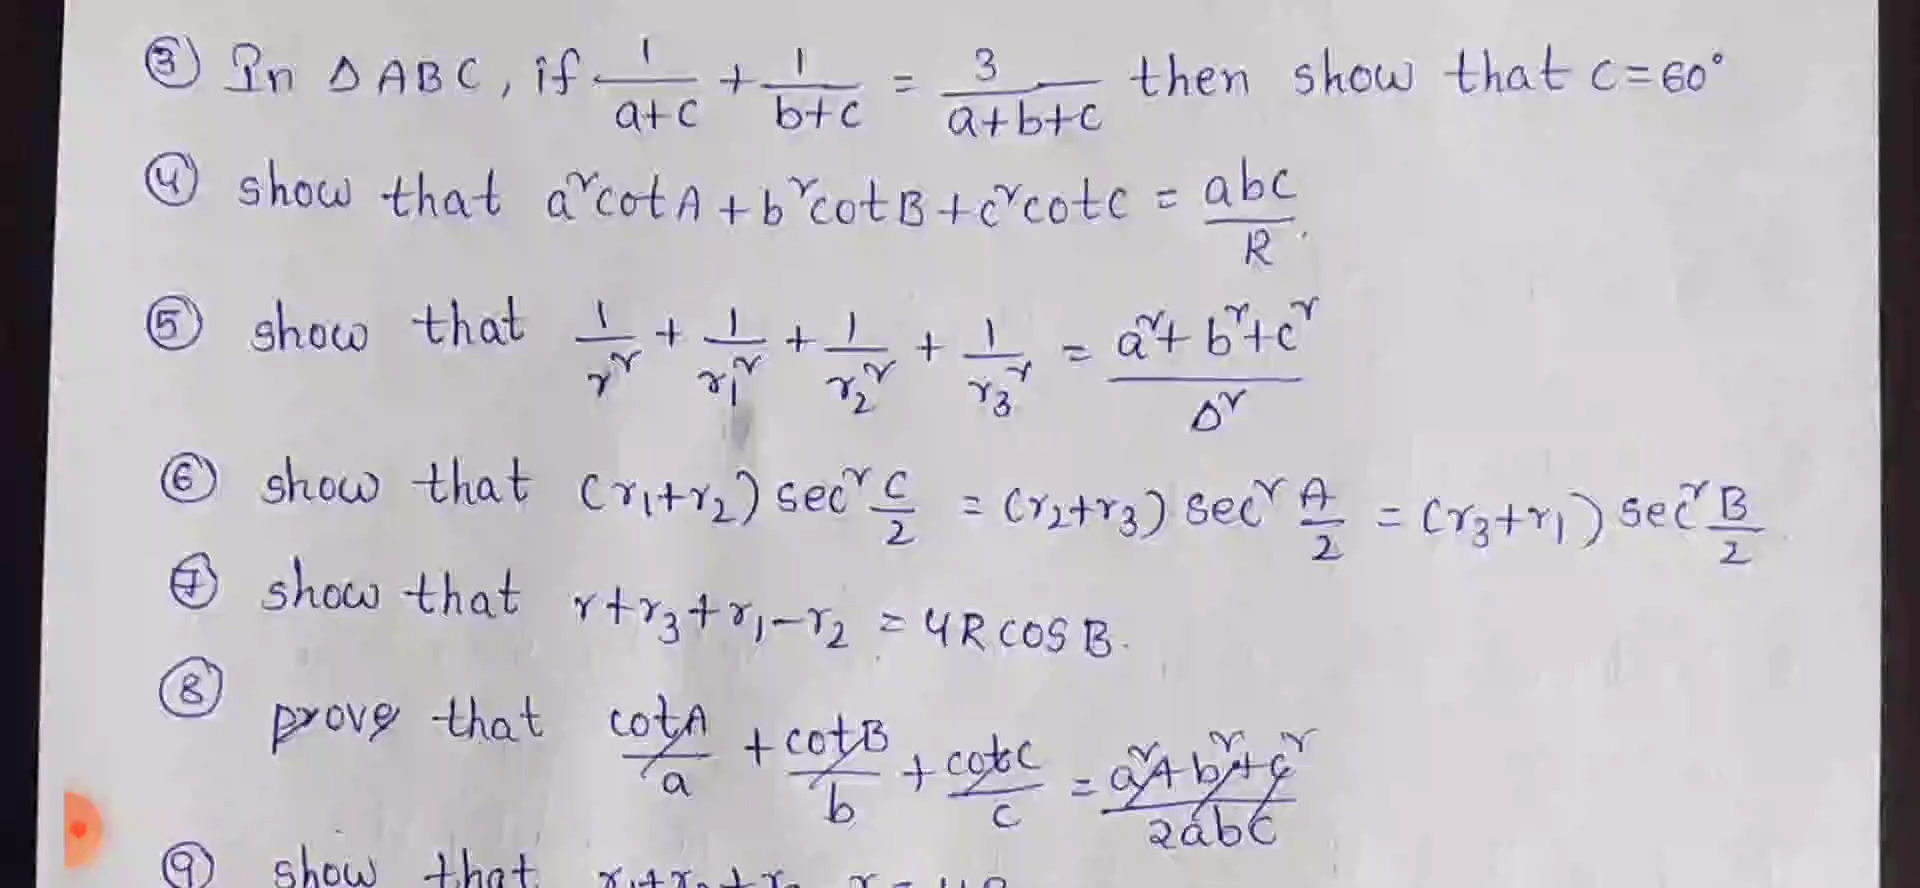 ③ In ΔABC, if 1/(a+c) + 1/(b+c) = 3/(a+b+c) then show that C=60°
④ show that a²cotA + b²cotB + c²cotC = abc/R.
⑤ show that 1/r² + 1/r₁² + 1/r₂² + 1/r₃² = (a²+b²+c²)/Δ²
⑥ show that (r₁+r₂) sec² C/2 = (r₂+r₃) sec² A/2 = (r₃+r₁) sec² B/2
⑦ show that r+r₃+r₁-r₂ = 4R cos B.
⑧ prove that cotA/a + cotB/b + cotC/c = (a²+b²+c²)/2abc
⑨ show that